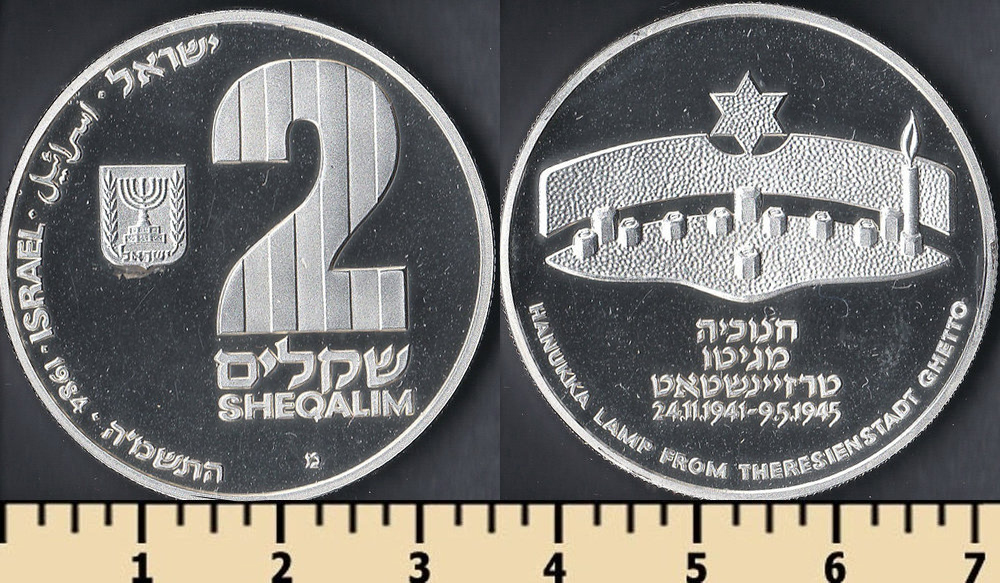 ישראל · اسرائيل · ISRAEL · 1984 · התשמ"ה
ישראל
2
שקלים
SHEQALIM
מ
חנוכיה
מגיטו
טרזיינשטאט
24.11.1941-9.5.1945
HANUKKA LAMP FROM THERESIENSTADT GHETTO
1 2 3 4 5 6 7